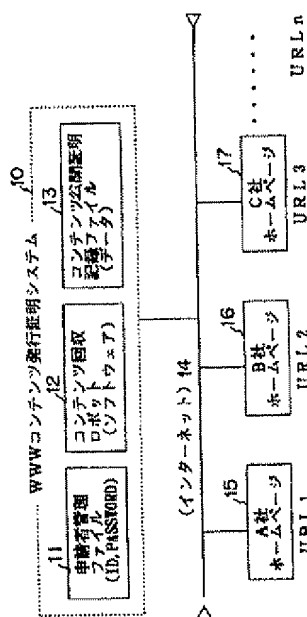 WWWコンテンツ発行証明システム
10
11
申請者管理
ファイル
(ID,PASSWORD)
12
コンテンツ回収
ロボット
(ソフトウェア)
13
コンテンツ公開証明
記録ファイル
(データ)
(インターネット)14
15
A社
ホームページ
URL1
16
B社
ホームページ
URL2
17
C社
ホームページ
URL3
......
URLn